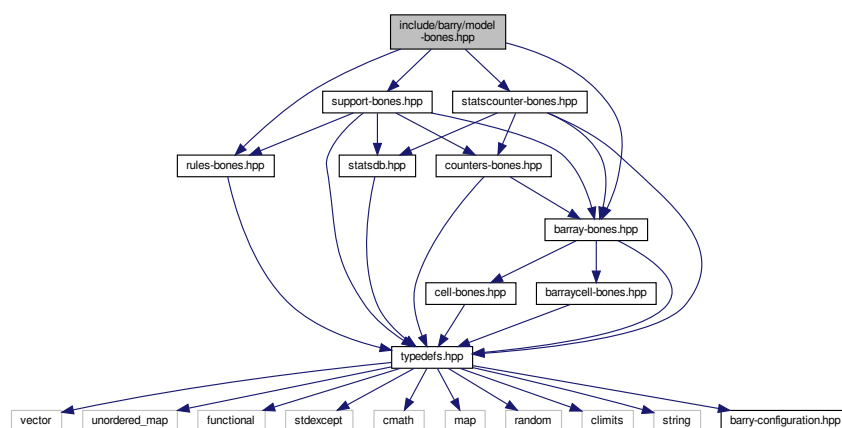 include/barry/model
-bones.hpp
support-bones.hpp
statscounter-bones.hpp
rules-bones.hpp
statsdb.hpp
counters-bones.hpp
barray-bones.hpp
cell-bones.hpp
barraycell-bones.hpp
typedefs.hpp
vector
unordered_map
functional
stdexcept
cmath
map
random
climits
string
barry-configuration.hpp